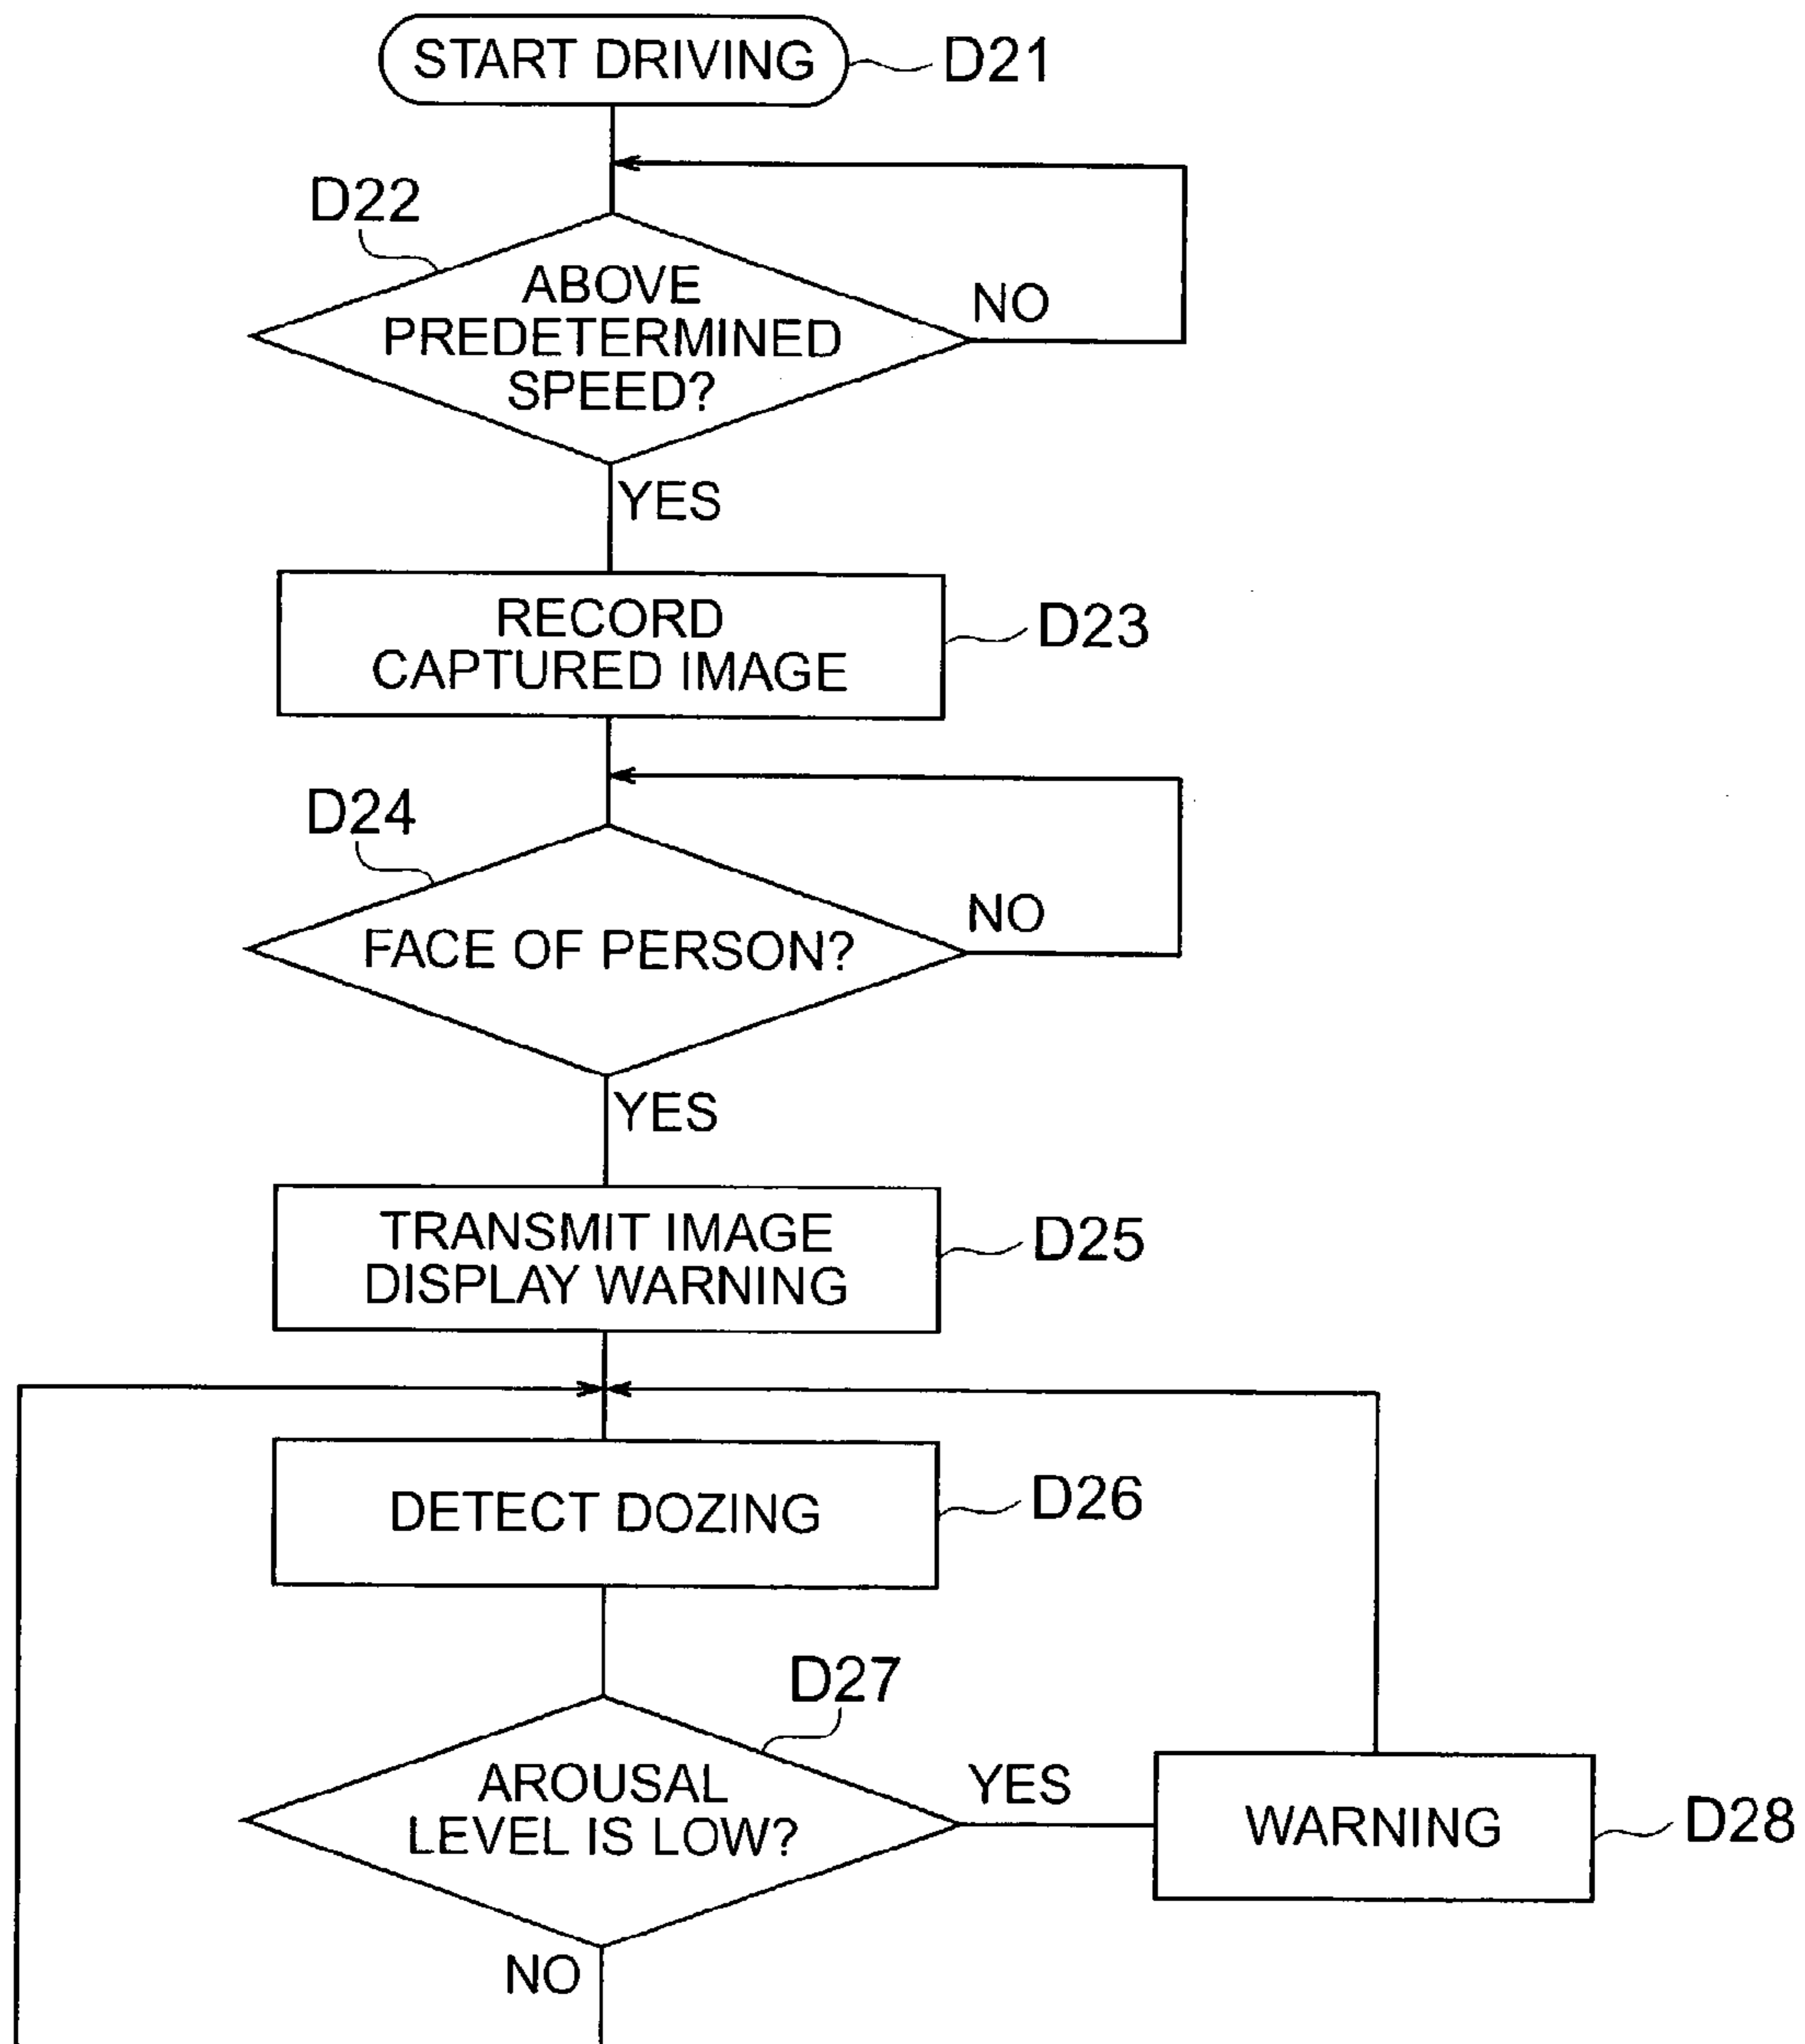 START DRIVING
D21
D22
ABOVE
PREDETERMINED
SPEED?
NO
YES
RECORD
CAPTURED IMAGE
D23
D24
FACE OF PERSON?
NO
YES
TRANSMIT IMAGE
DISPLAY WARNING
D25
DETECT DOZING
D26
D27
AROUSAL
LEVEL IS LOW?
YES
WARNING
D28
NO